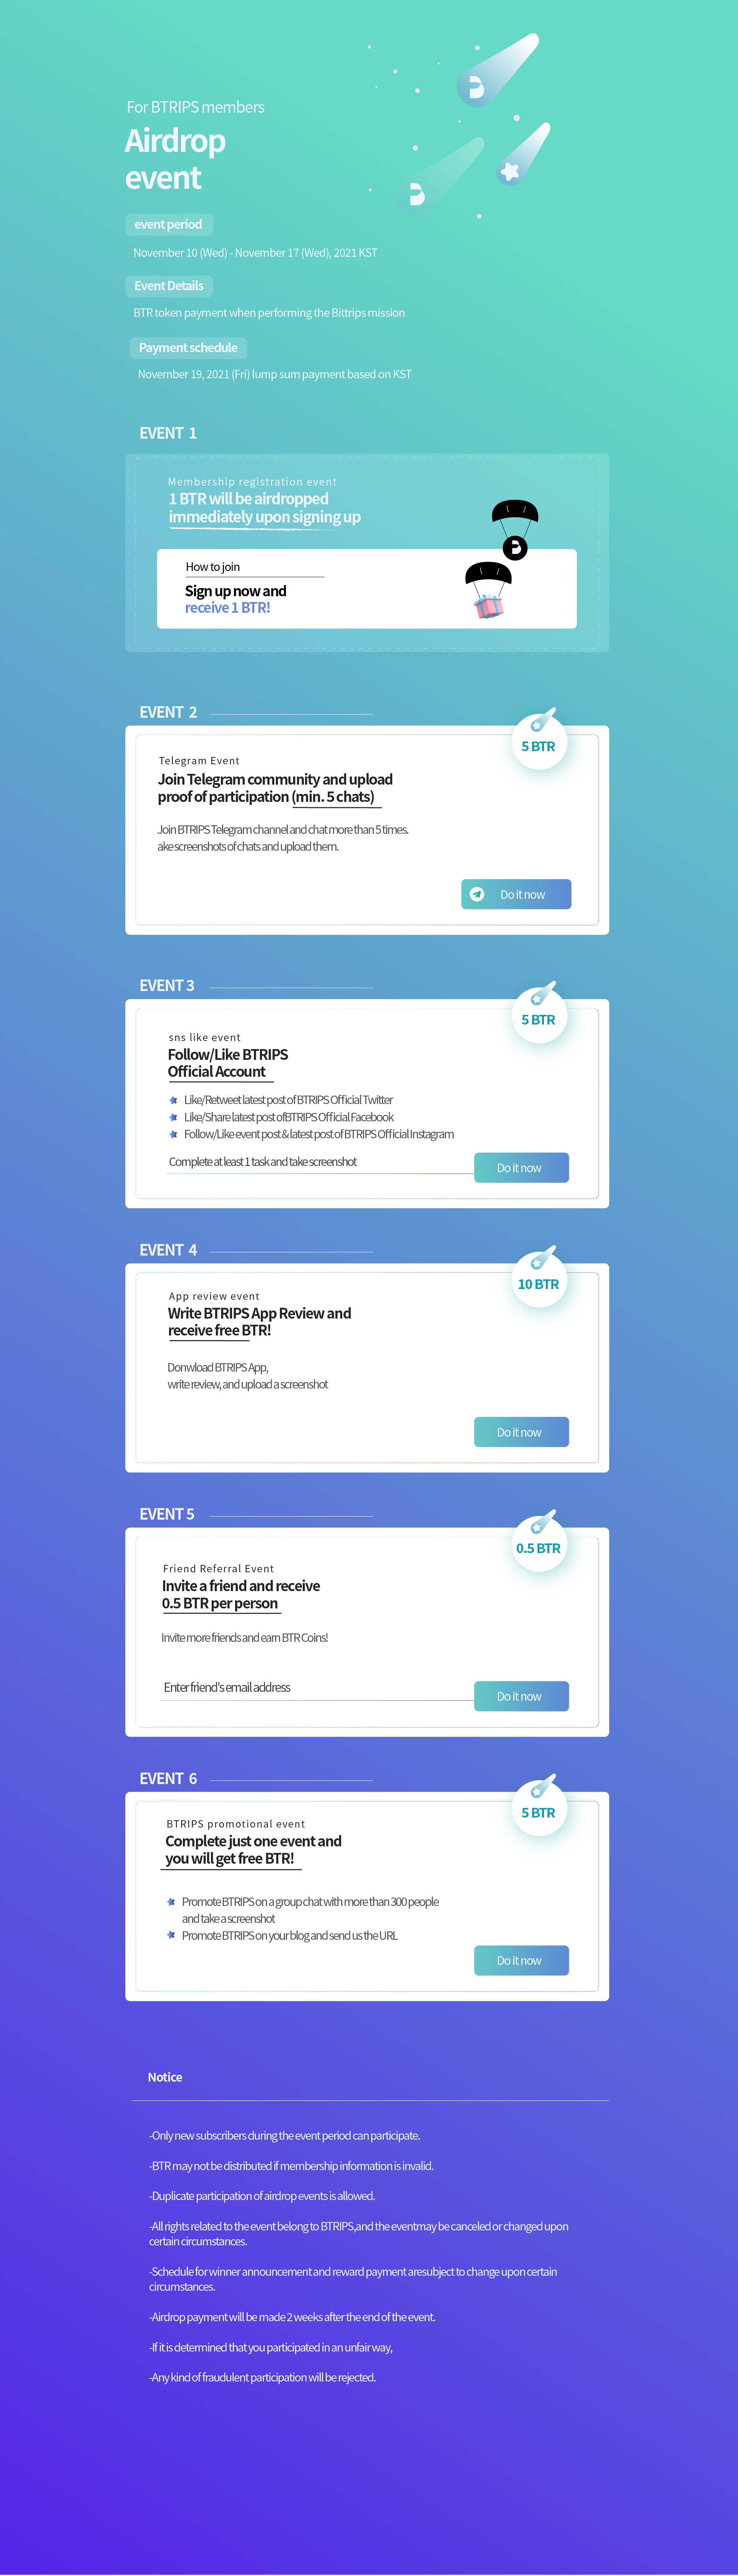 For BTRIPS members
Airdrop
event
event period
November 10 (Wed) - November 17 (Wed), 2021 KST
Event Details
BTR token payment when performing the Bittrips mission
Payment schedule
November 19, 2021 (Fri) lump sum payment based on KST
EVENT 1
Membership registration event
1 BTR will be airdropped
immediately upon signing up
How to join
Sign up now and
receive 1 BTR!
EVENT 2
5 BTR
Telegram Event
Join Telegram community and upload
proof of participation (min. 5 chats)
Join BTRIPS Telegram channel and chat more than 5 times.
ake screenshots of chats and upload them.
Do it now
EVENT 3
5 BTR
sns like event
Follow/Like BTRIPS
Official Account
Like/Retweet latest post of BTRIPS Official Twitter
Like/Share latest post ofBTRIPS Official Facebook
Follow/Like event post & latest post of BTRIPS Official Instagram
Complete at least 1 task and take screenshot
Do it now
EVENT 4
10 BTR
App review event
Write BTRIPS App Review and
receive free BTR!
Donwload BTRIPS App,
write review, and upload a screenshot
Do it now
EVENT 5
0.5 BTR
Friend Referral Event
Invite a friend and receive
0.5 BTR per person
Invite more friends and earn BTR Coins!
Enter friend's email address
Do it now
EVENT 6
5 BTR
BTRIPS promotional event
Complete just one event and
you will get free BTR!
Promote BTRIPS on a group chat with more than 300 people
and take a screenshot
Promote BTRIPS on your blog and send us the URL
Do it now
Notice
-Only new subscribers during the event period can participate.
-BTR may not be distributed if membership information is invalid.
-Duplicate participation of airdrop events is allowed.
-All rights related to the event belong to BTRIPS,and the eventmay be canceled or changed upon
certain circumstances.
-Schedule for winner announcement and reward payment aresubject to change upon certain
circumstances.
-Airdrop payment will be made 2 weeks after the end of the event.
-If it is determined that you participated in an unfair way,
-Any kind of fraudulent participation will be rejected.